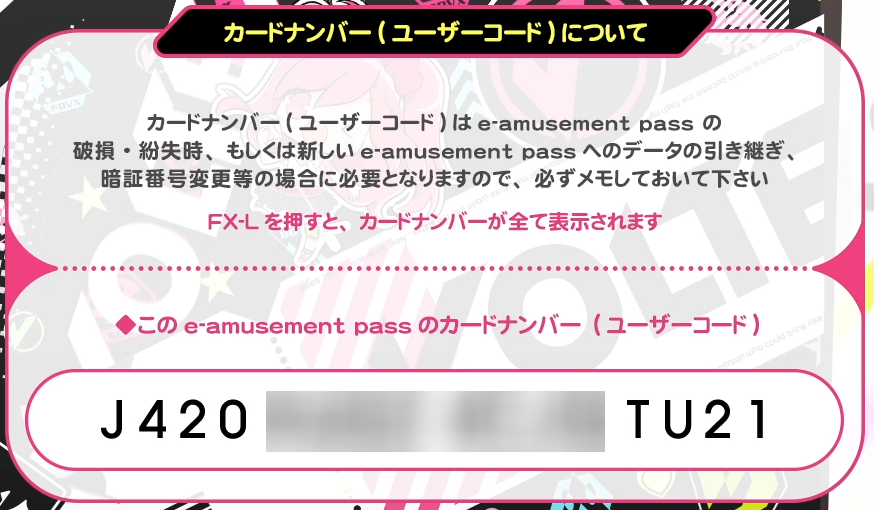 カードナンバー(ユーザーコード)について
カードナンバー(ユーザーコード)は e-amusement pass の
破損・紛失時、もしくは新しい e-amusement pass へのデータの引き継ぎ、
暗証番号変更等の場合に必要となりますので、必ずメモしておいて下さい
FX-L を押すと、カードナンバーが全て表示されます
◆この e-amusement pass のカードナンバー (ユーザーコード)
J420 TU21